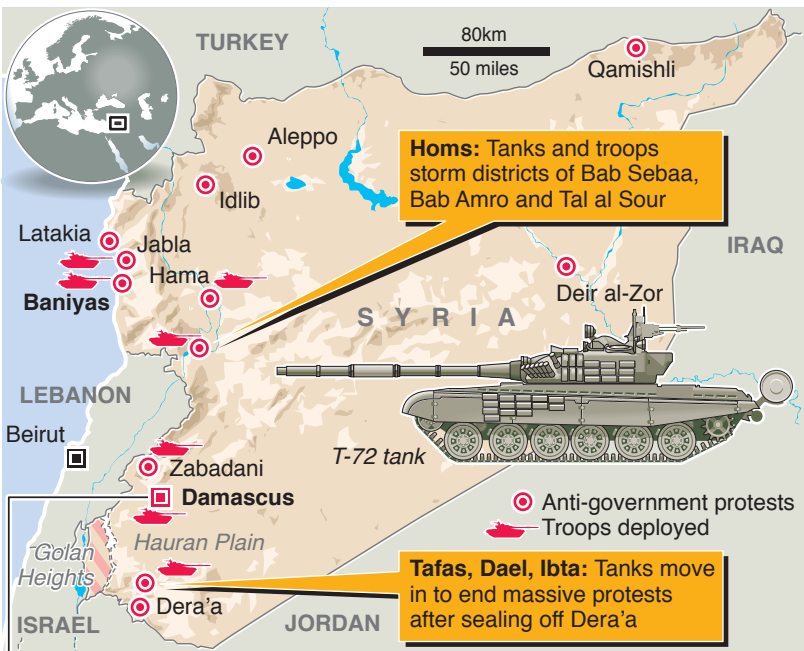 TURKEY
80km
50 miles
Qamishli
Aleppo
Idlib
Homs: Tanks and troops
storm districts of Bab Sebaa,
Bab Amro and Tal al Sour
Latakia
Jabla
Hama
Baniyas
IRAQ
Deir al-Zor
SYRIA
LEBANON
Beirut
T-72 tank
Zabadani
Damascus
Anti-government protests
Troops deployed
Hauran Plain
Golan
Heights
Tafas, Dael, Ibta: Tanks move
in to end massive protests
after sealing off Dera'a
Dera'a
ISRAEL
JORDAN